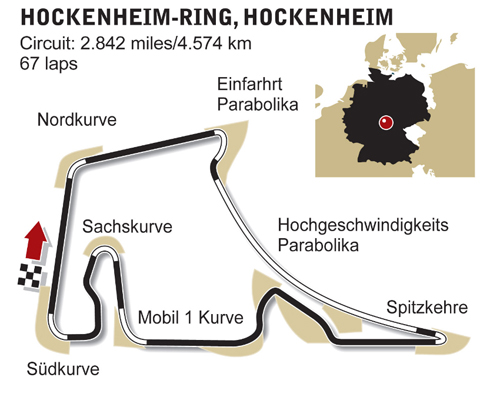 HOCKENHEIM-RING, HOCKENHEIM
Circuit: 2.842 miles/4.574 km
67 laps
Einfarhrt
Parabolika
Nordkurve
Sachskurve
Hochgeschwindigkeits
Parabolika
Mobil 1 Kurve
Spitzkehre
Südkurve